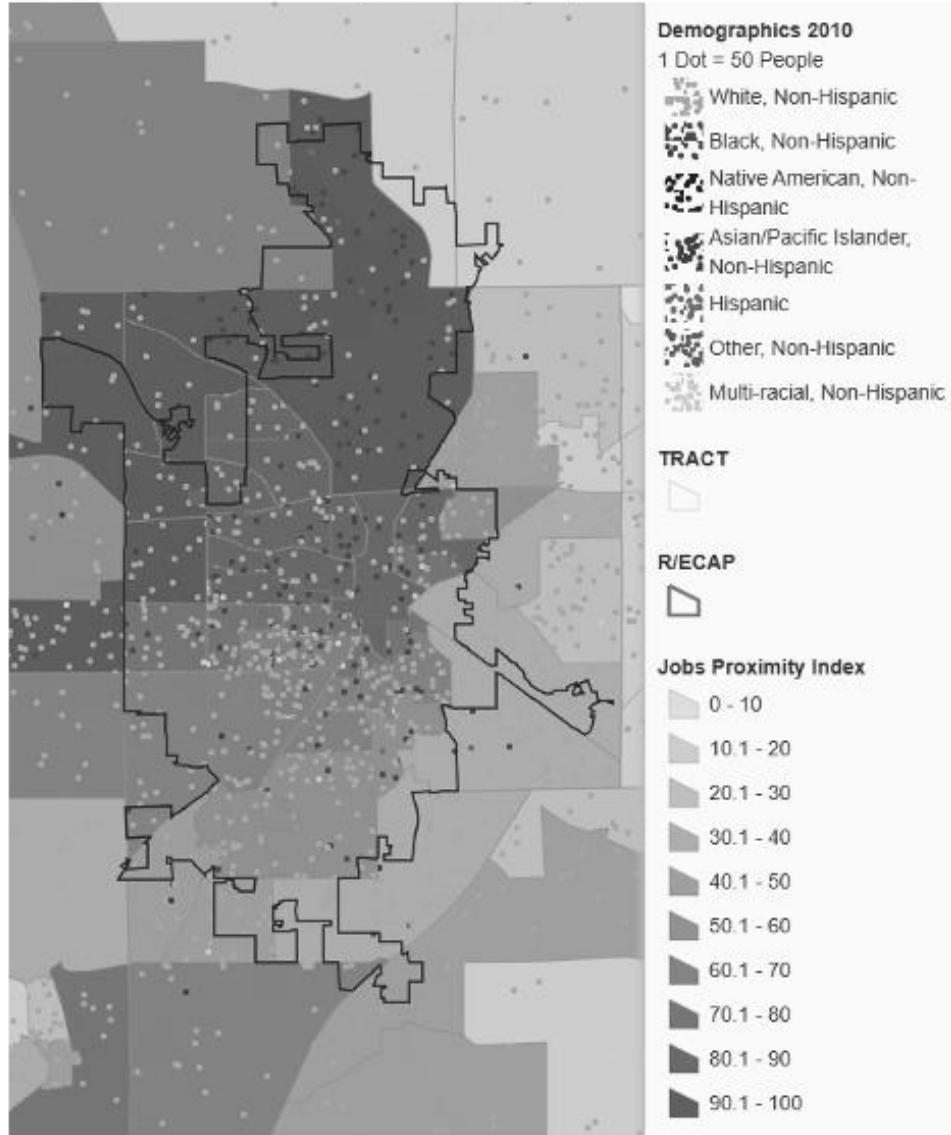 Demographics 2010
1 Dot = 50 People
White, Non-Hispanic
Black, Non-Hispanic
Native American, Non-
Hispanic
Asian/Pacific Islander,
Non-Hispanic
Hispanic
Other, Non-Hispanic
Multi-racial, Non-Hispanic
TRACT
R/ECAP
Jobs Proximity Index
0 - 10
10.1 - 20
20.1 - 30
30.1 - 40
40.1 - 50
50.1 - 60
60.1 - 70
70.1 - 80
80.1 - 90
90.1 - 100